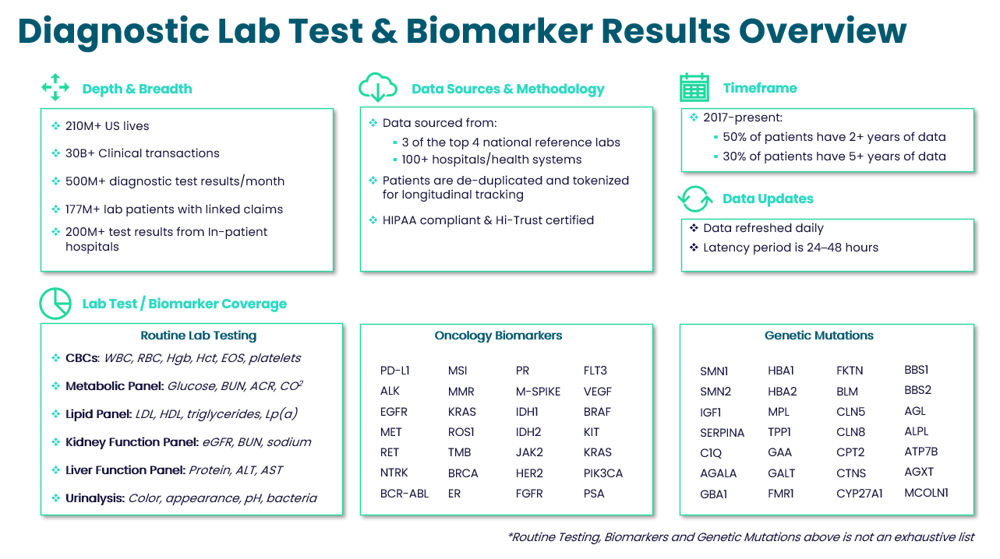 Diagnostic Lab Test & Biomarker Results Overview
Depth & Breadth
❖ 210M+ US lives
❖ 30B+ Clinical transactions
❖ 500M+ diagnostic test results/month
❖ 177M+ lab patients with linked claims
❖ 200M+ test results from In-patient
hospitals
Data Sources & Methodology
❖ Data sourced from:
▪ 3 of the top 4 national reference labs
▪ 100+ hospitals/health systems
❖ Patients are de-duplicated and tokenized
for longitudinal tracking
❖ HIPAA compliant & Hi-Trust certified
Timeframe
❖ 2017-present:
▪ 50% of patients have 2+ years of data
▪ 30% of patients have 5+ years of data
Data Updates
❖ Data refreshed daily
❖ Latency period is 24–48 hours
Lab Test / Biomarker Coverage
Routine Lab Testing
❖ CBCs: WBC, RBC, Hgb, Hct, EOS, platelets
❖ Metabolic Panel: Glucose, BUN, ACR, CO²
❖ Lipid Panel: LDL, HDL, triglycerides, Lp(a)
❖ Kidney Function Panel: eGFR, BUN, sodium
❖ Liver Function Panel: Protein, ALT, AST
❖ Urinalysis: Color, appearance, pH, bacteria
Oncology Biomarkers
PD-L1 MSI PR FLT3
ALK MMR M-SPIKE VEGF
EGFR KRAS IDH1 BRAF
MET ROS1 IDH2 KIT
RET TMB JAK2 KRAS
NTRK BRCA HER2 PIK3CA
BCR-ABL ER FGFR PSA
Genetic Mutations
SMN1 HBA1 FKTN BBS1
SMN2 HBA2 BLM BBS2
IGF1 MPL CLN5 AGL
SERPINA TPP1 CLN8 ALPL
C1Q GAA CPT2 ATP7B
AGALA GALT CTNS AGXT
GBA1 FMR1 CYP27A1 MCOLN1
*Routine Testing, Biomarkers and Genetic Mutations above is not an exhaustive list